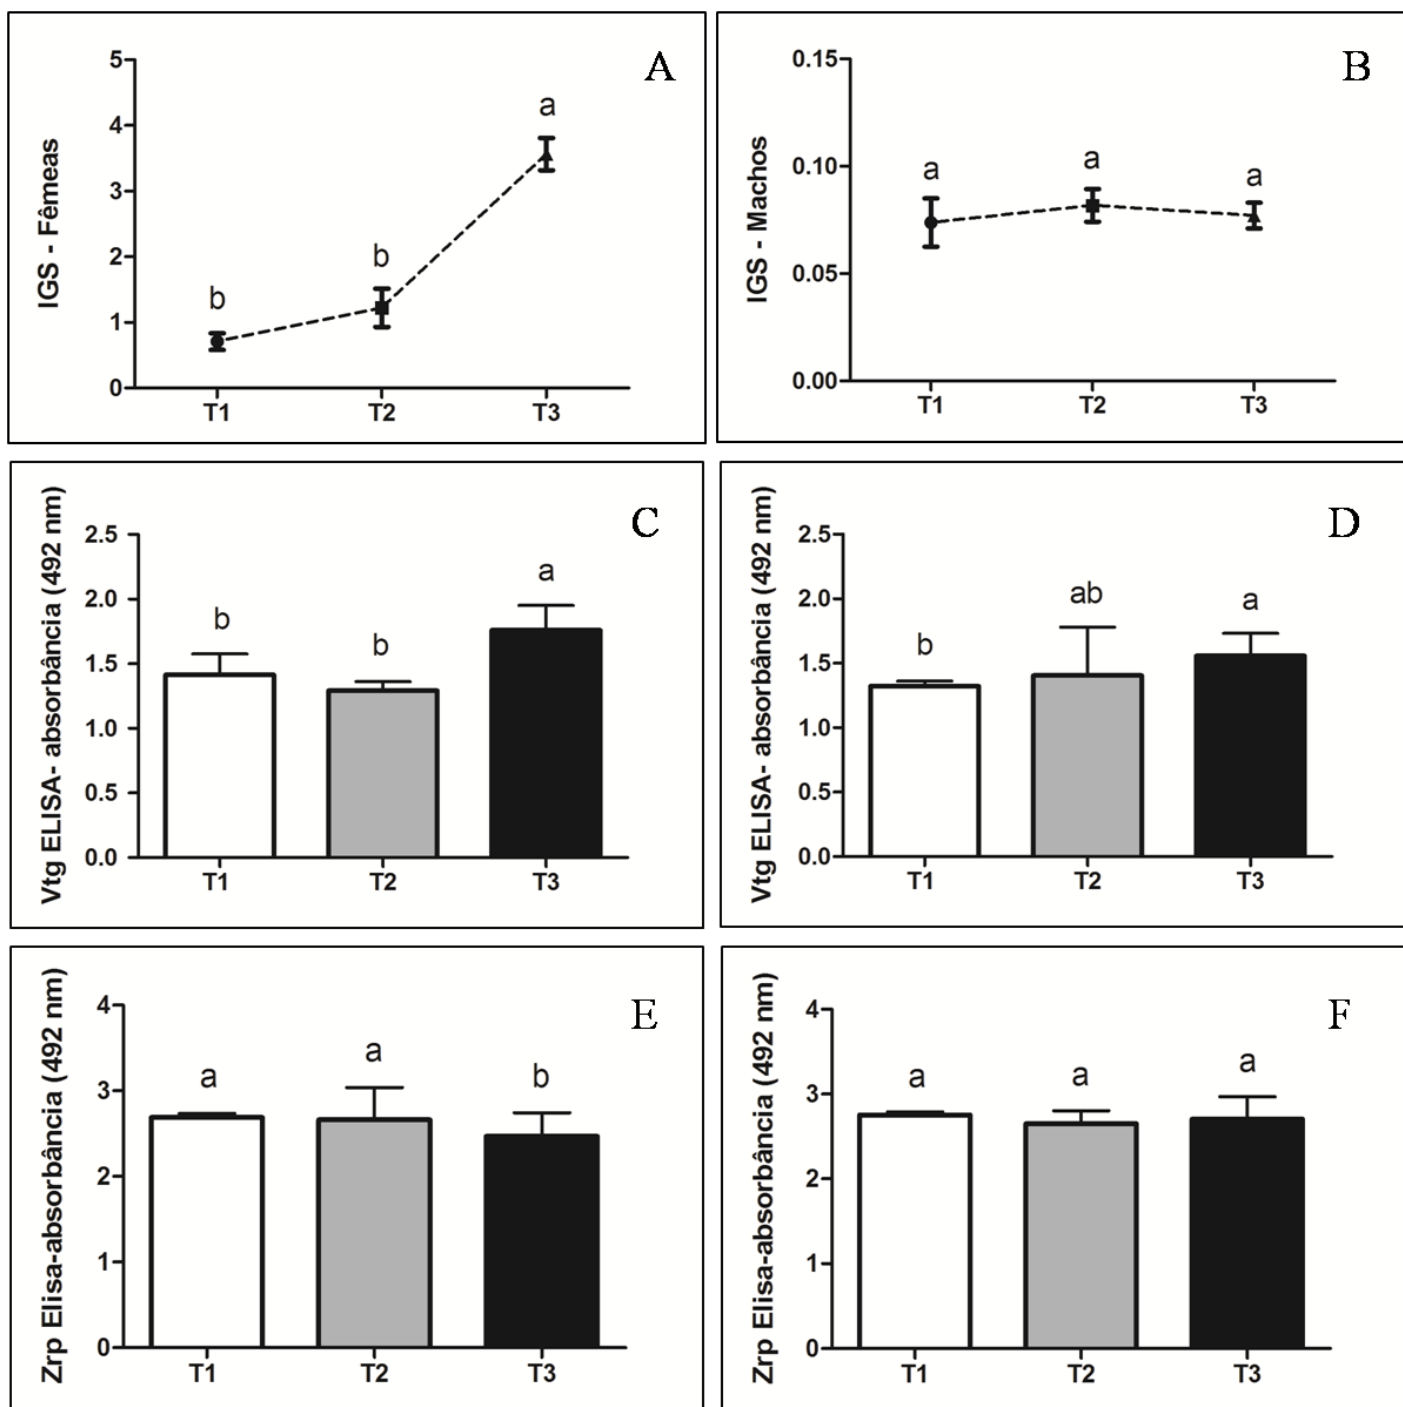 A
IGS - Fêmeas
5
4
3
2
1
0
b
b
a
T1
T2
T3
B
IGS - Machos
0.15
0.10
0.05
0.00
a
a
a
T1
T2
T3
C
Vtg ELISA- absorbância (492 nm)
2.5
2.0
1.5
1.0
0.5
0.0
b
b
a
T1
T2
T3
D
Vtg ELISA- absorbância (492 nm)
2.5
2.0
1.5
1.0
0.5
0.0
b
ab
a
T1
T2
T3
E
Zrp Elisa-absorbância (492 nm)
4
3
2
1
0
a
a
b
T1
T2
T3
F
Zrp Elisa-absorbância (492 nm)
4
3
2
1
0
a
a
a
T1
T2
T3